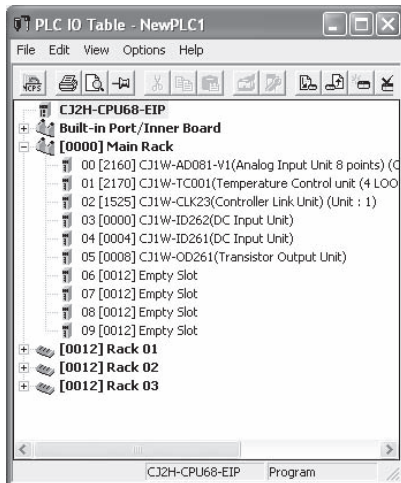 PLC IO Table - NewPLC1
File Edit View Options Help
CJ2H-CPU68-EIP
Built-in Port/Inner Board
[0000] Main Rack
00 [2160] CJ1W-AD081-V1(Analog Input Unit 8 points) (C
01 [2170] CJ1W-TC001(Temperature Control unit (4 LOO
02 [1525] CJ1W-CLK23(Controller Link Unit) (Unit : 1)
03 [0000] CJ1W-ID262(DC Input Unit)
04 [0004] CJ1W-ID261(DC Input Unit)
05 [0008] CJ1W-OD261(Transistor Output Unit)
06 [0012] Empty Slot
07 [0012] Empty Slot
08 [0012] Empty Slot
09 [0012] Empty Slot
[0012] Rack 01
[0012] Rack 02
[0012] Rack 03
CJ2H-CPU68-EIP Program